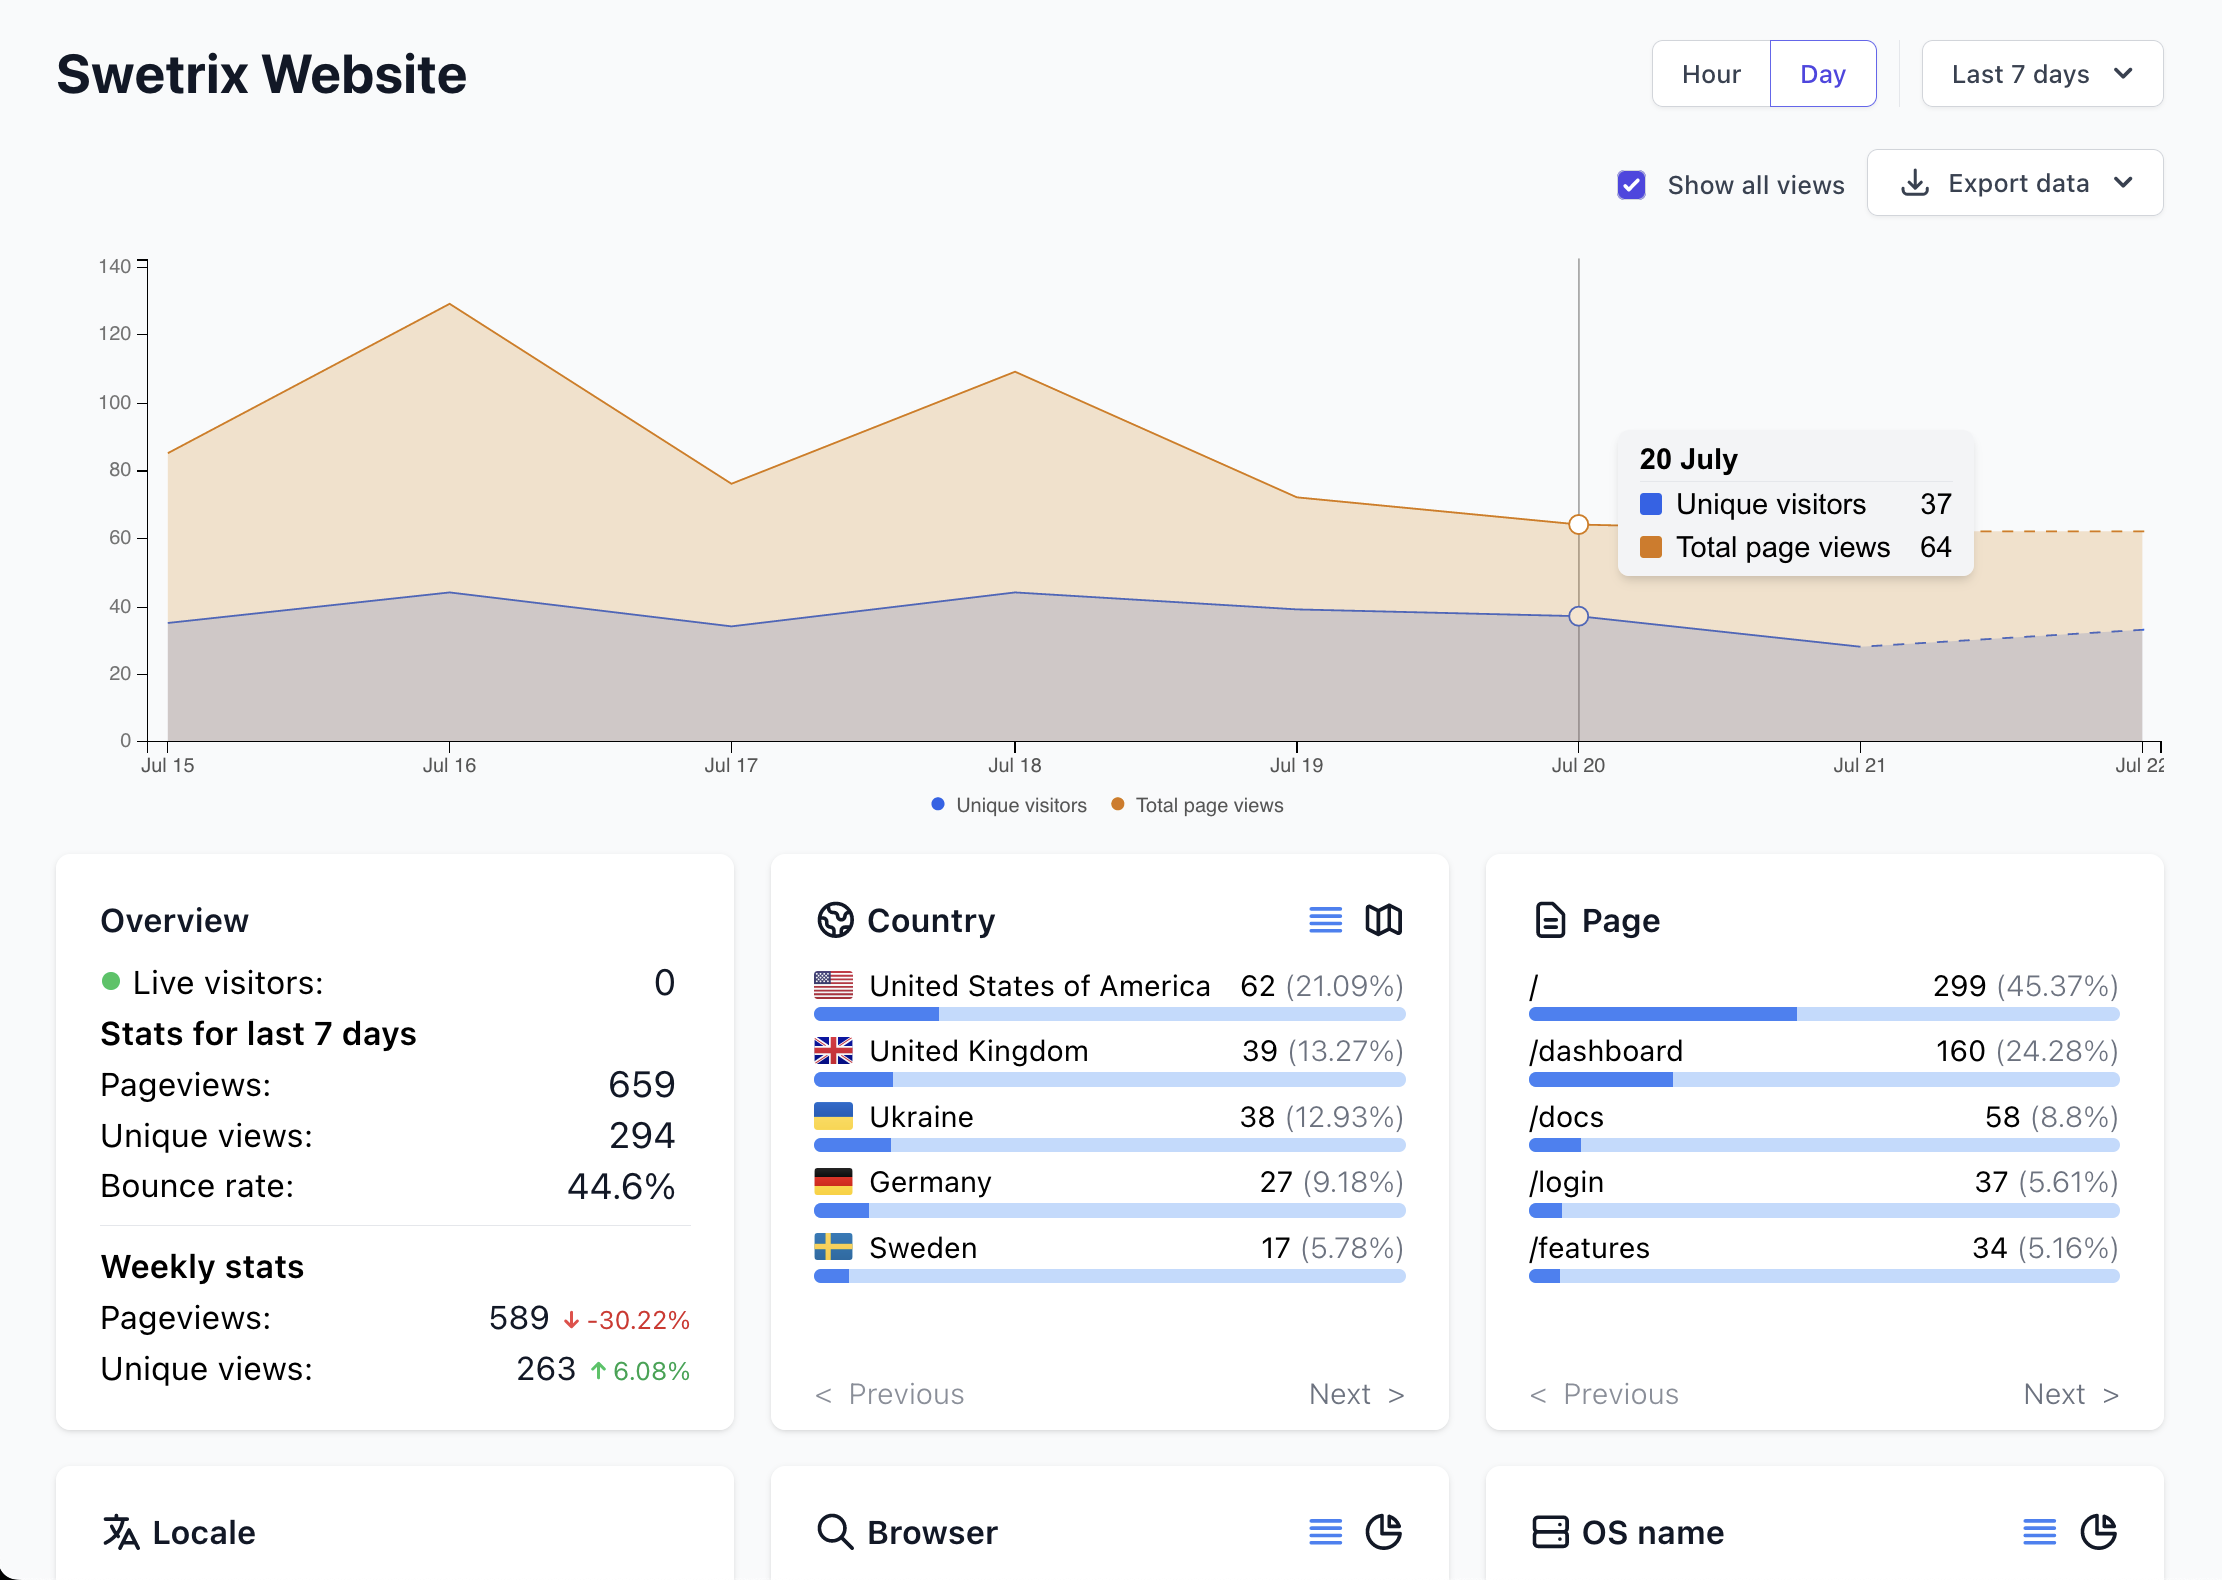 Swetrix Website
Hour Day Last 7 days
Show all views Export data
140
120
100
80
60
40
20
0
20 July
Unique visitors 37
Total page views 64
Jul 15 Jul 16 Jul 17 Jul 18 Jul 19 Jul 20 Jul 21 Jul 22
Unique visitors Total page views
Overview
Live visitors: 0
Stats for last 7 days
Pageviews: 659
Unique views: 294
Bounce rate: 44.6%
Weekly stats
Pageviews: 589 -30.22%
Unique views: 263 6.08%
Country
United States of America 62 (21.09%)
United Kingdom 39 (13.27%)
Ukraine 38 (12.93%)
Germany 27 (9.18%)
Sweden 17 (5.78%)
< Previous Next >
Page
/ 299 (45.37%)
/dashboard 160 (24.28%)
/docs 58 (8.8%)
/login 37 (5.61%)
/features 34 (5.16%)
< Previous Next >
Locale
Browser
OS name